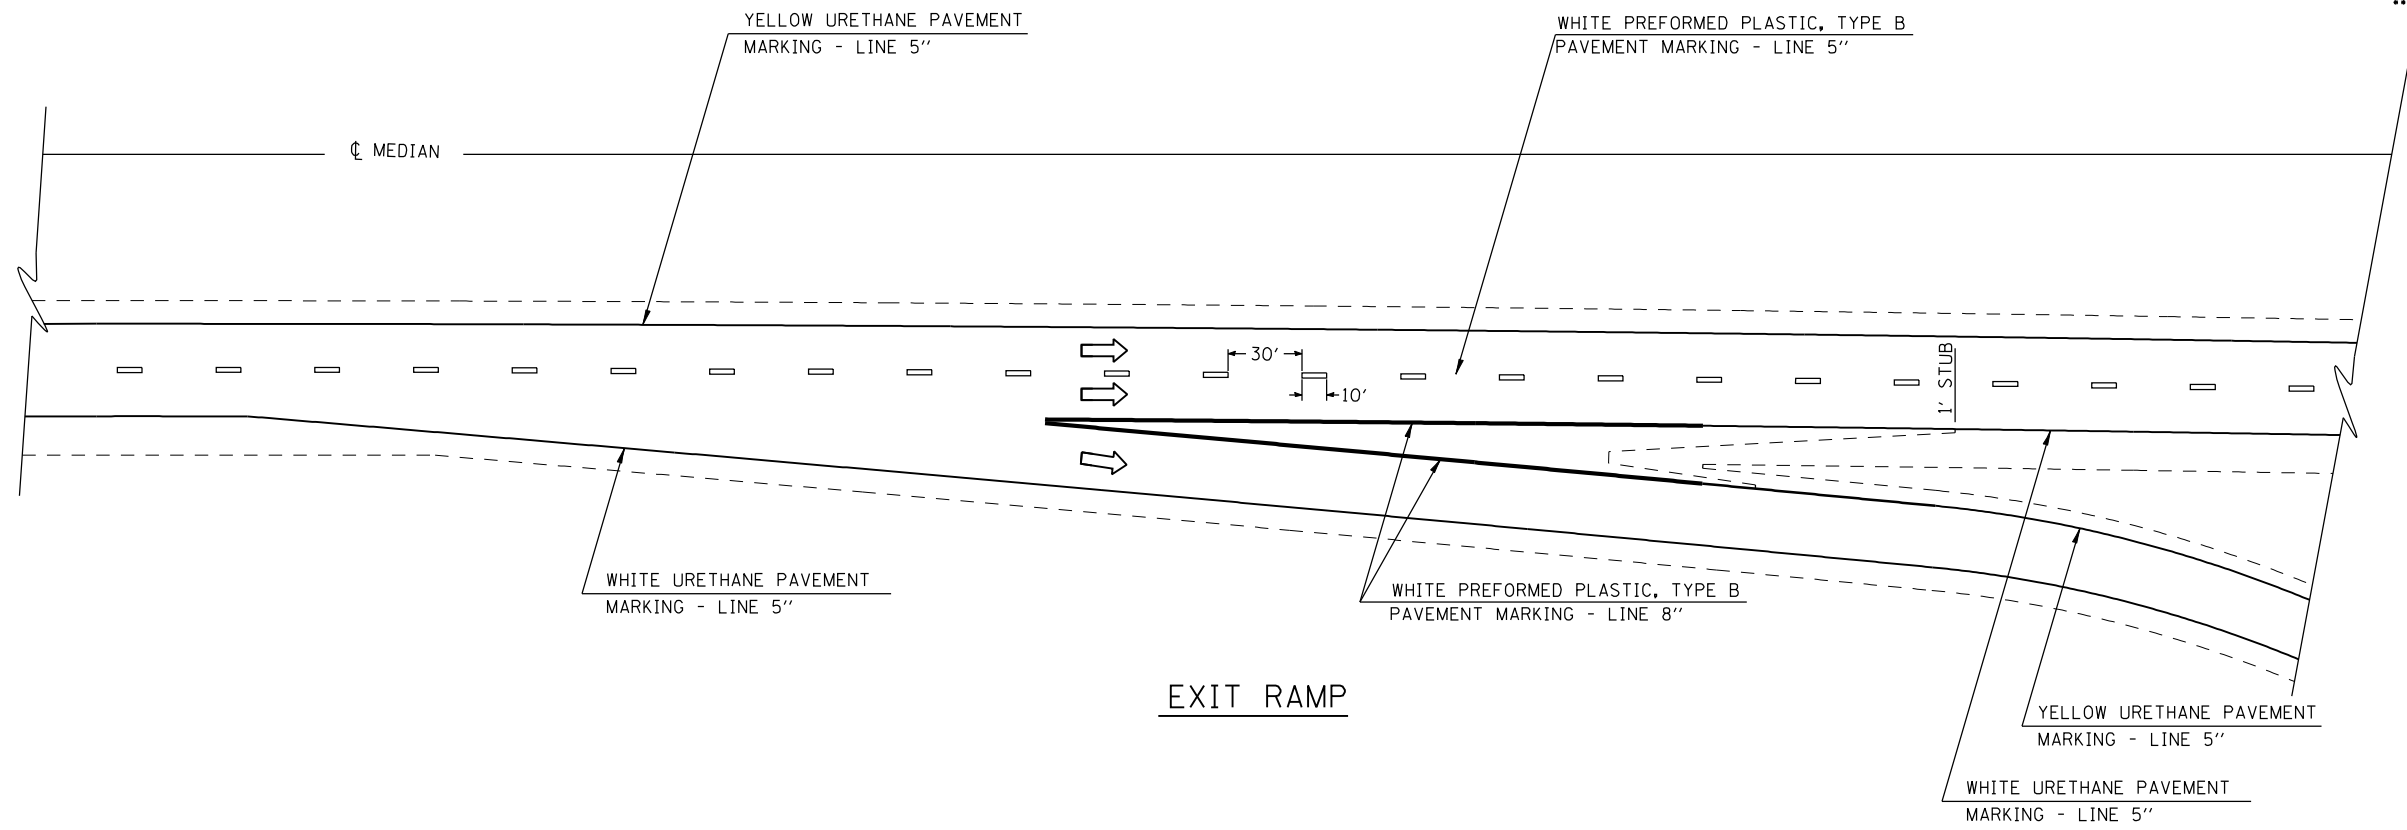 YELLOW URETHANE PAVEMENT
MARKING - LINE 5"
WHITE PREFORMED PLASTIC, TYPE B
PAVEMENT MARKING - LINE 5"
℄ MEDIAN
30'
10'
1' STUB
WHITE URETHANE PAVEMENT
MARKING - LINE 5"
WHITE PREFORMED PLASTIC, TYPE B
PAVEMENT MARKING - LINE 8"
EXIT RAMP
YELLOW URETHANE PAVEMENT
MARKING - LINE 5"
WHITE URETHANE PAVEMENT
MARKING - LINE 5"